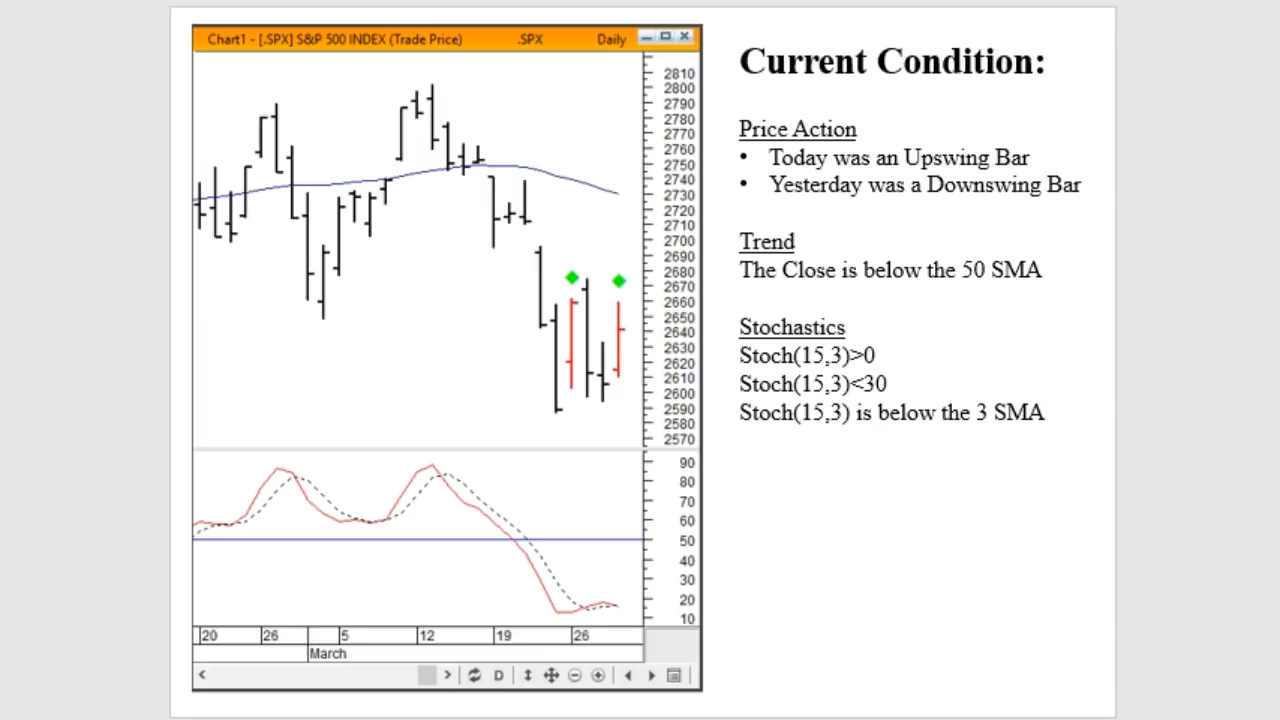 Chart1 - [.SPX] S&P 500 INDEX (Trade Price) .SPX Daily
Current Condition:
Price Action
• Today was an Upswing Bar
• Yesterday was a Downswing Bar
Trend
The Close is below the 50 SMA
Stochastics
Stoch(15,3)>0
Stoch(15,3)<30
Stoch(15,3) is below the 3 SMA
2810
2800
2790
2780
2770
2760
2750
2740
2730
2720
2710
2700
2690
2680
2670
2660
2650
2640
2630
2620
2610
2600
2590
2580
2570
90
80
70
60
50
40
30
20
10
20 26 5 12 19 26
March
D